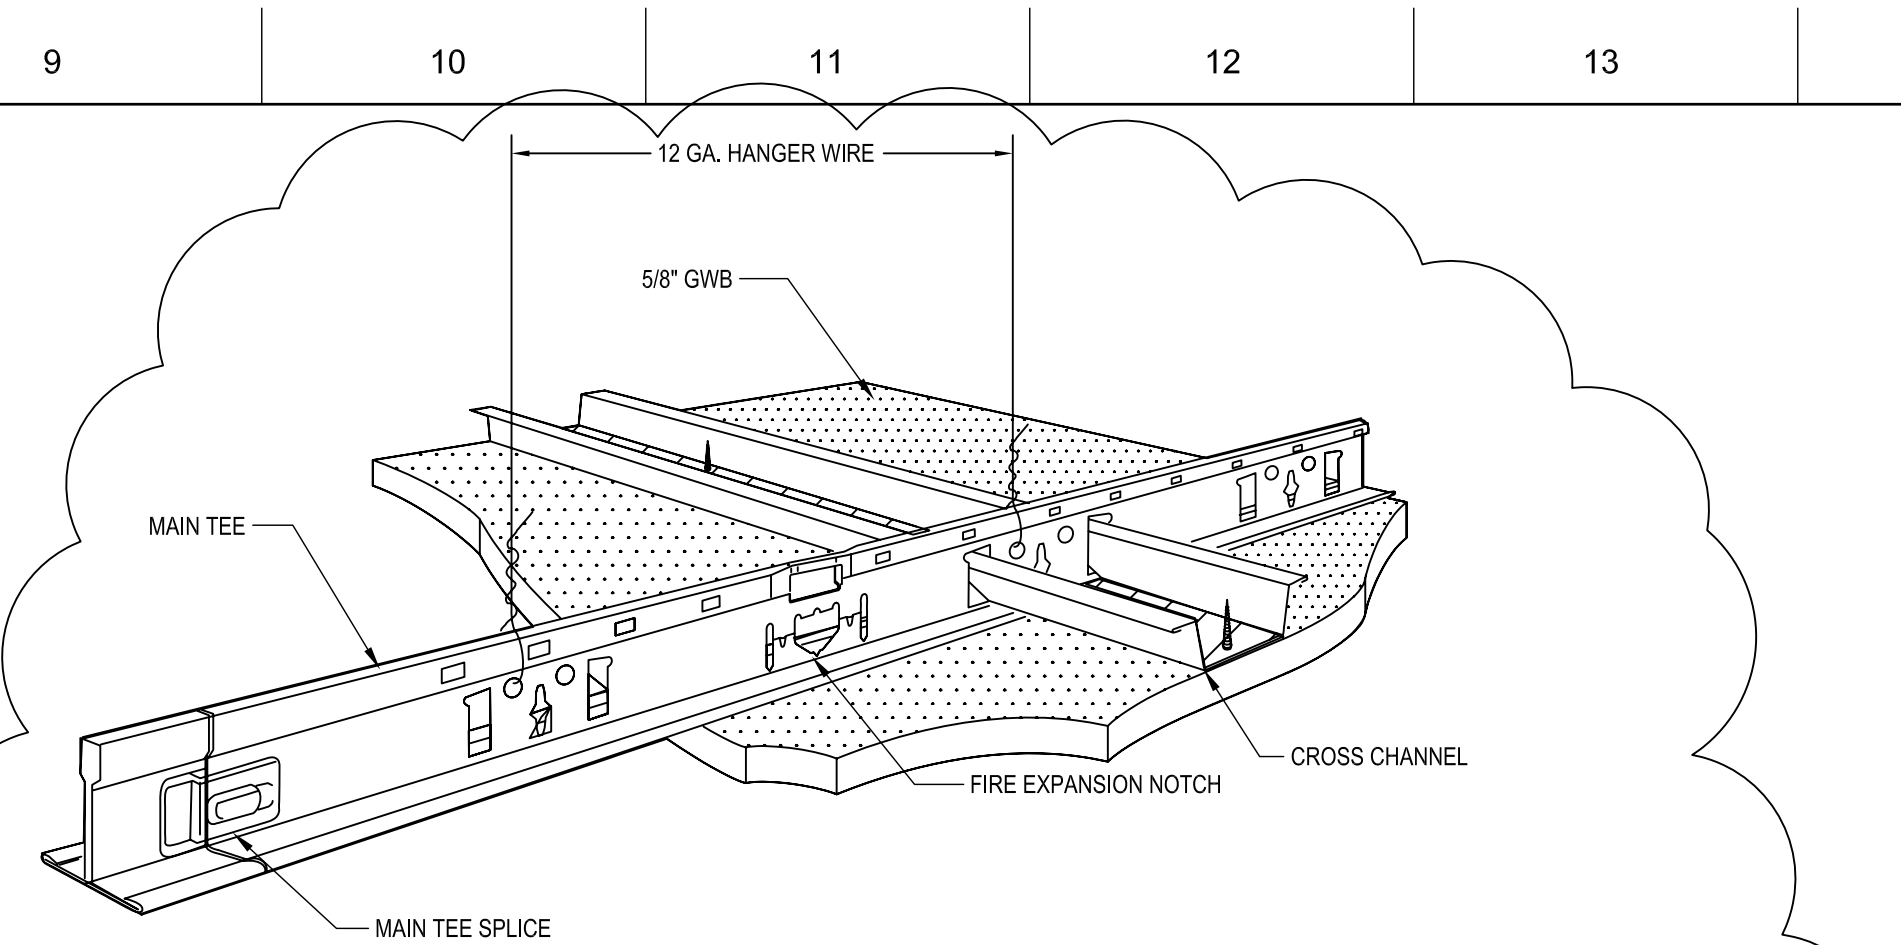 9 10 11 12 13
12 GA. HANGER WIRE
5/8" GWB
MAIN TEE
CROSS CHANNEL
FIRE EXPANSION NOTCH
MAIN TEE SPLICE